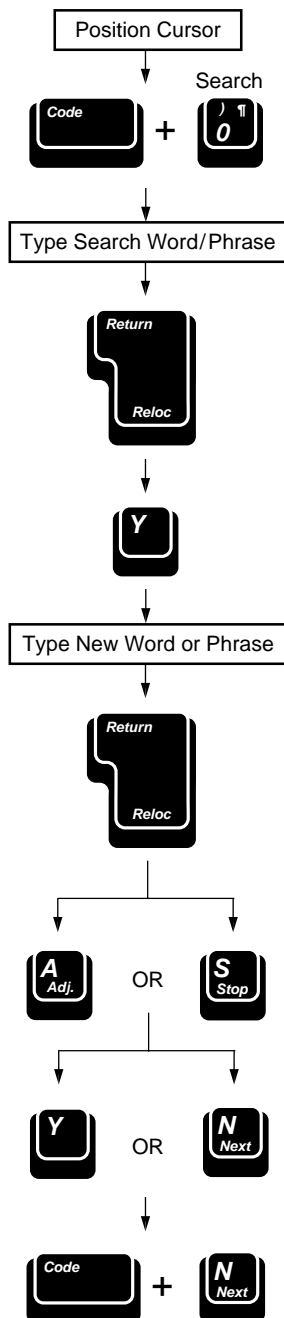 Position Cursor
Search
Code
+
) ¶
0
Type Search Word/Phrase
Return
Reloc
Y
Type New Word or Phrase
Return
Reloc
A
Adj.
OR
S
Stop
Y
OR
N
Next
Code
+
N
Next